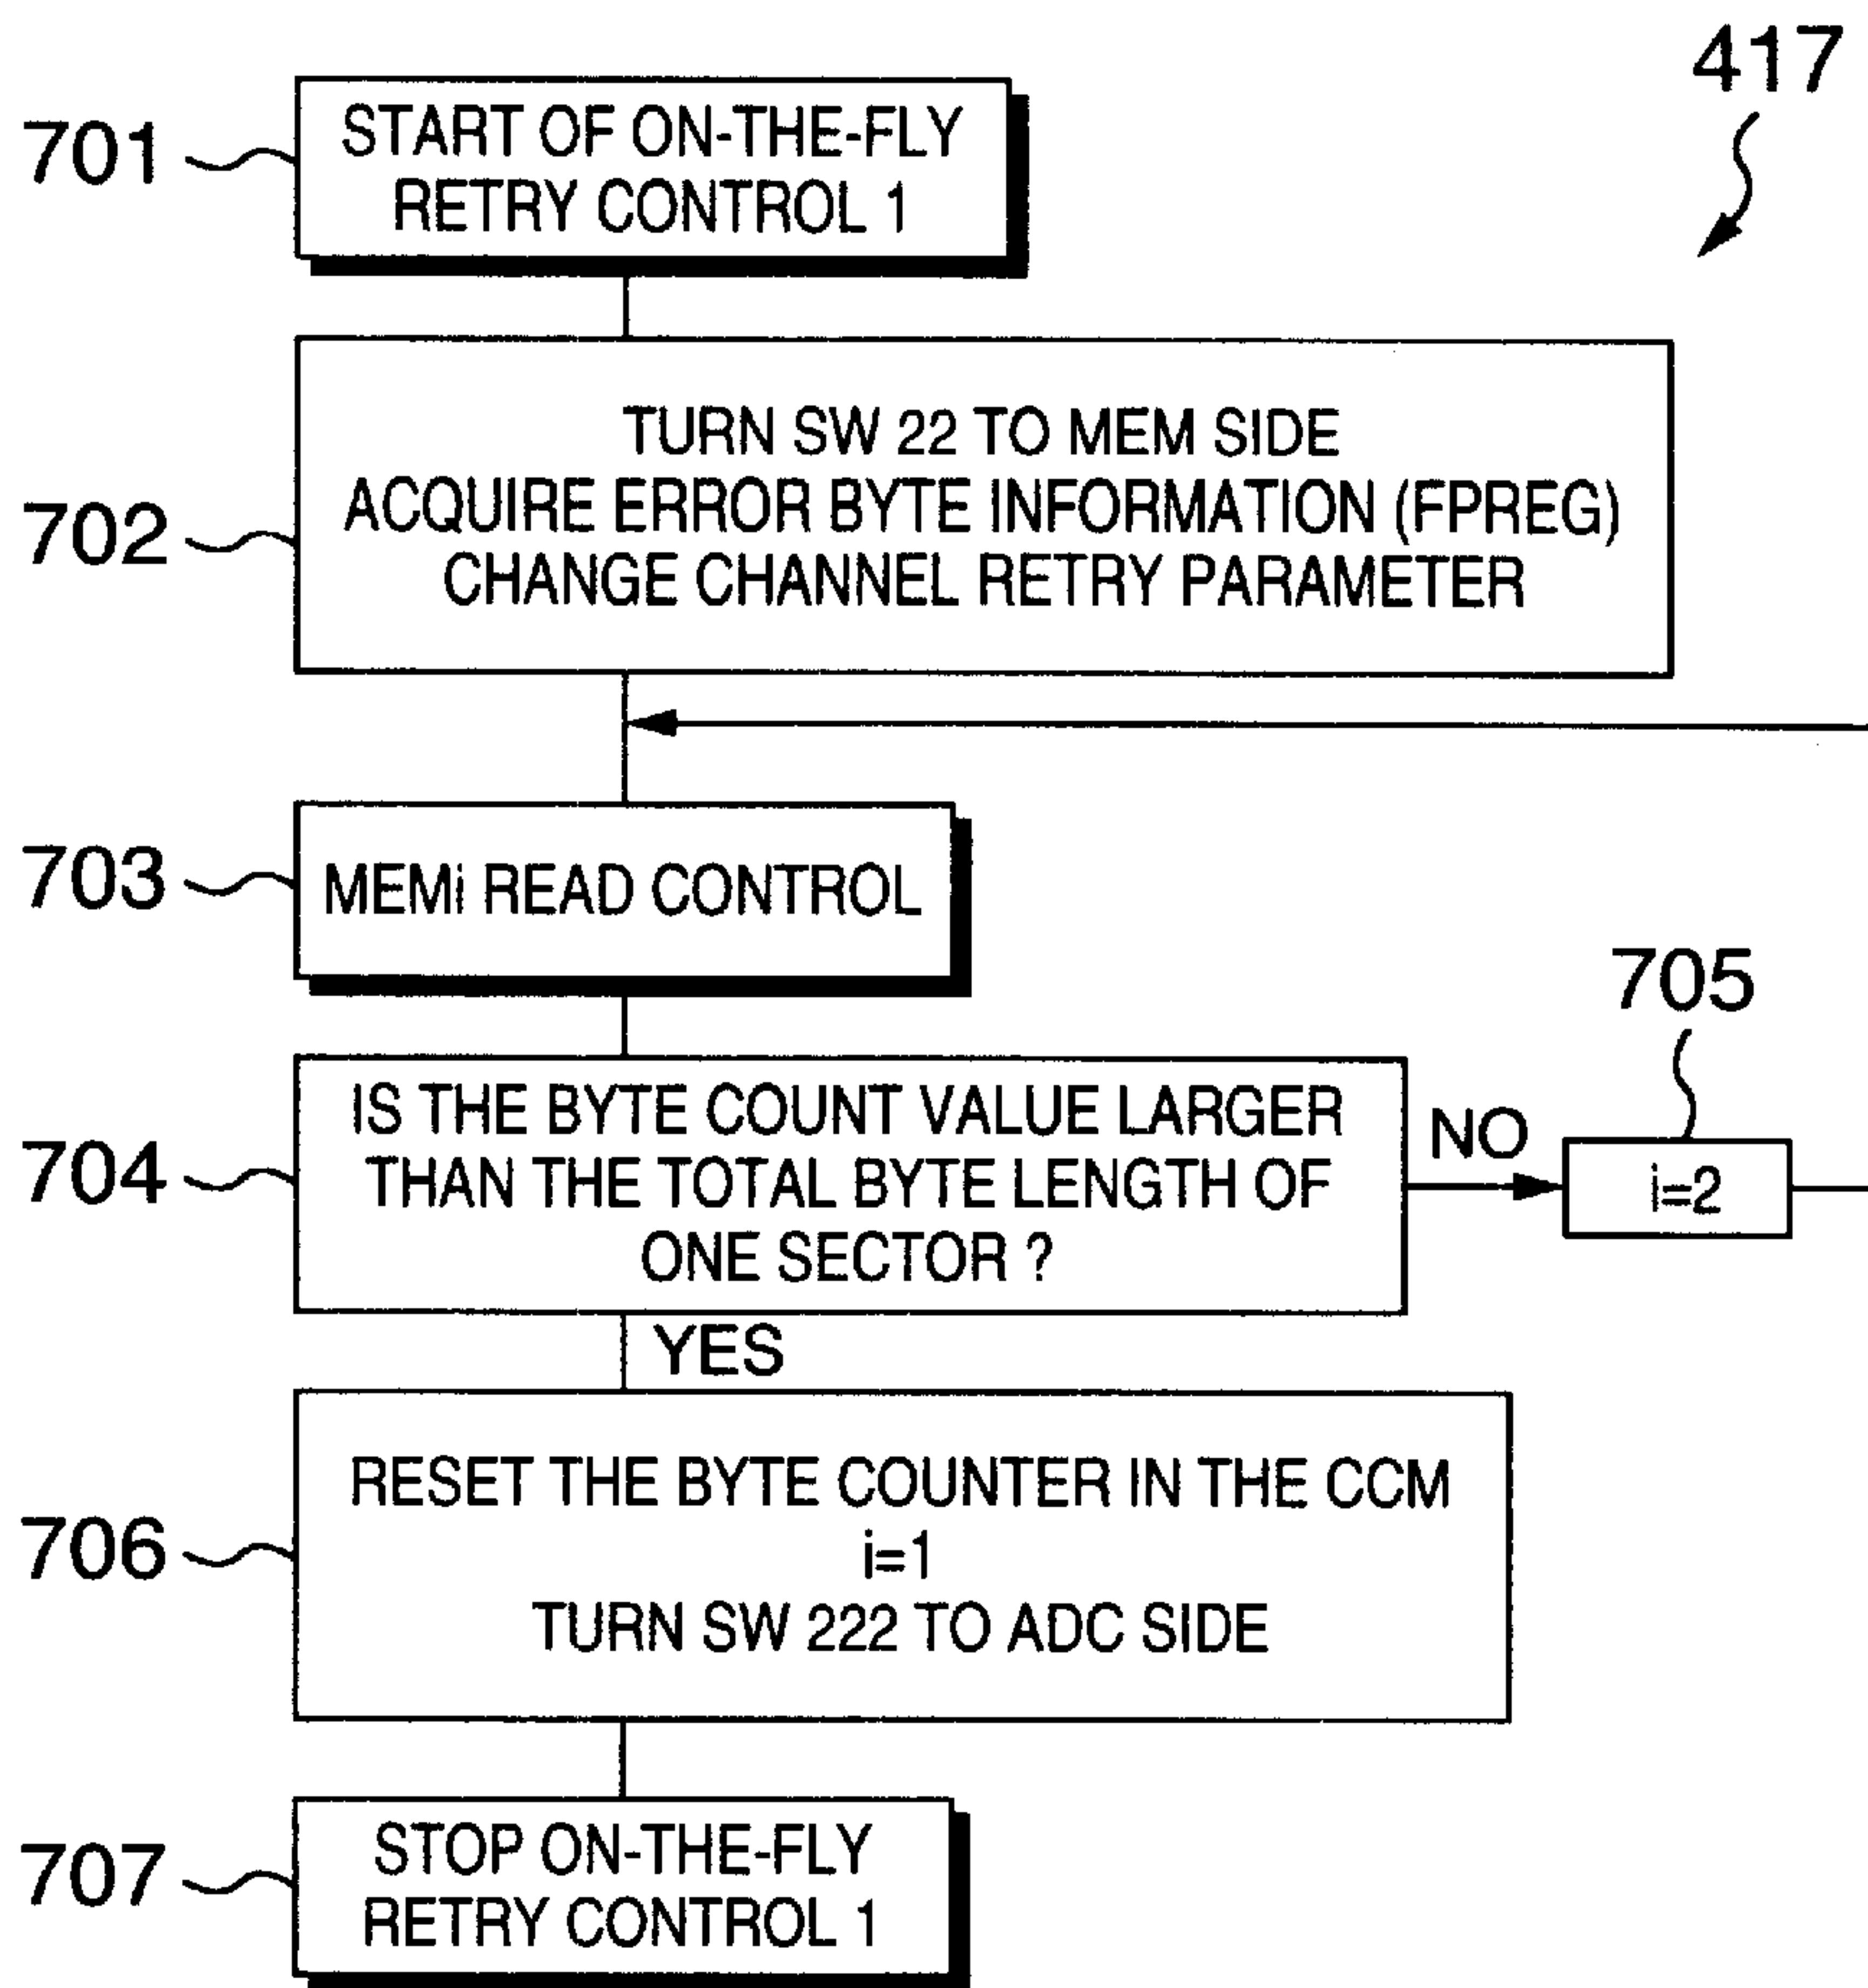 417
701
START OF ON-THE-FLY
RETRY CONTROL 1
702
TURN SW 22 TO MEM SIDE
ACQUIRE ERROR BYTE INFORMATION (FPREG)
CHANGE CHANNEL RETRY PARAMETER
703
MEMi READ CONTROL
704
IS THE BYTE COUNT VALUE LARGER
THAN THE TOTAL BYTE LENGTH OF
ONE SECTOR ?
NO
705
i=2
YES
706
RESET THE BYTE COUNTER IN THE CCM
i=1
TURN SW 222 TO ADC SIDE
707
STOP ON-THE-FLY
RETRY CONTROL 1